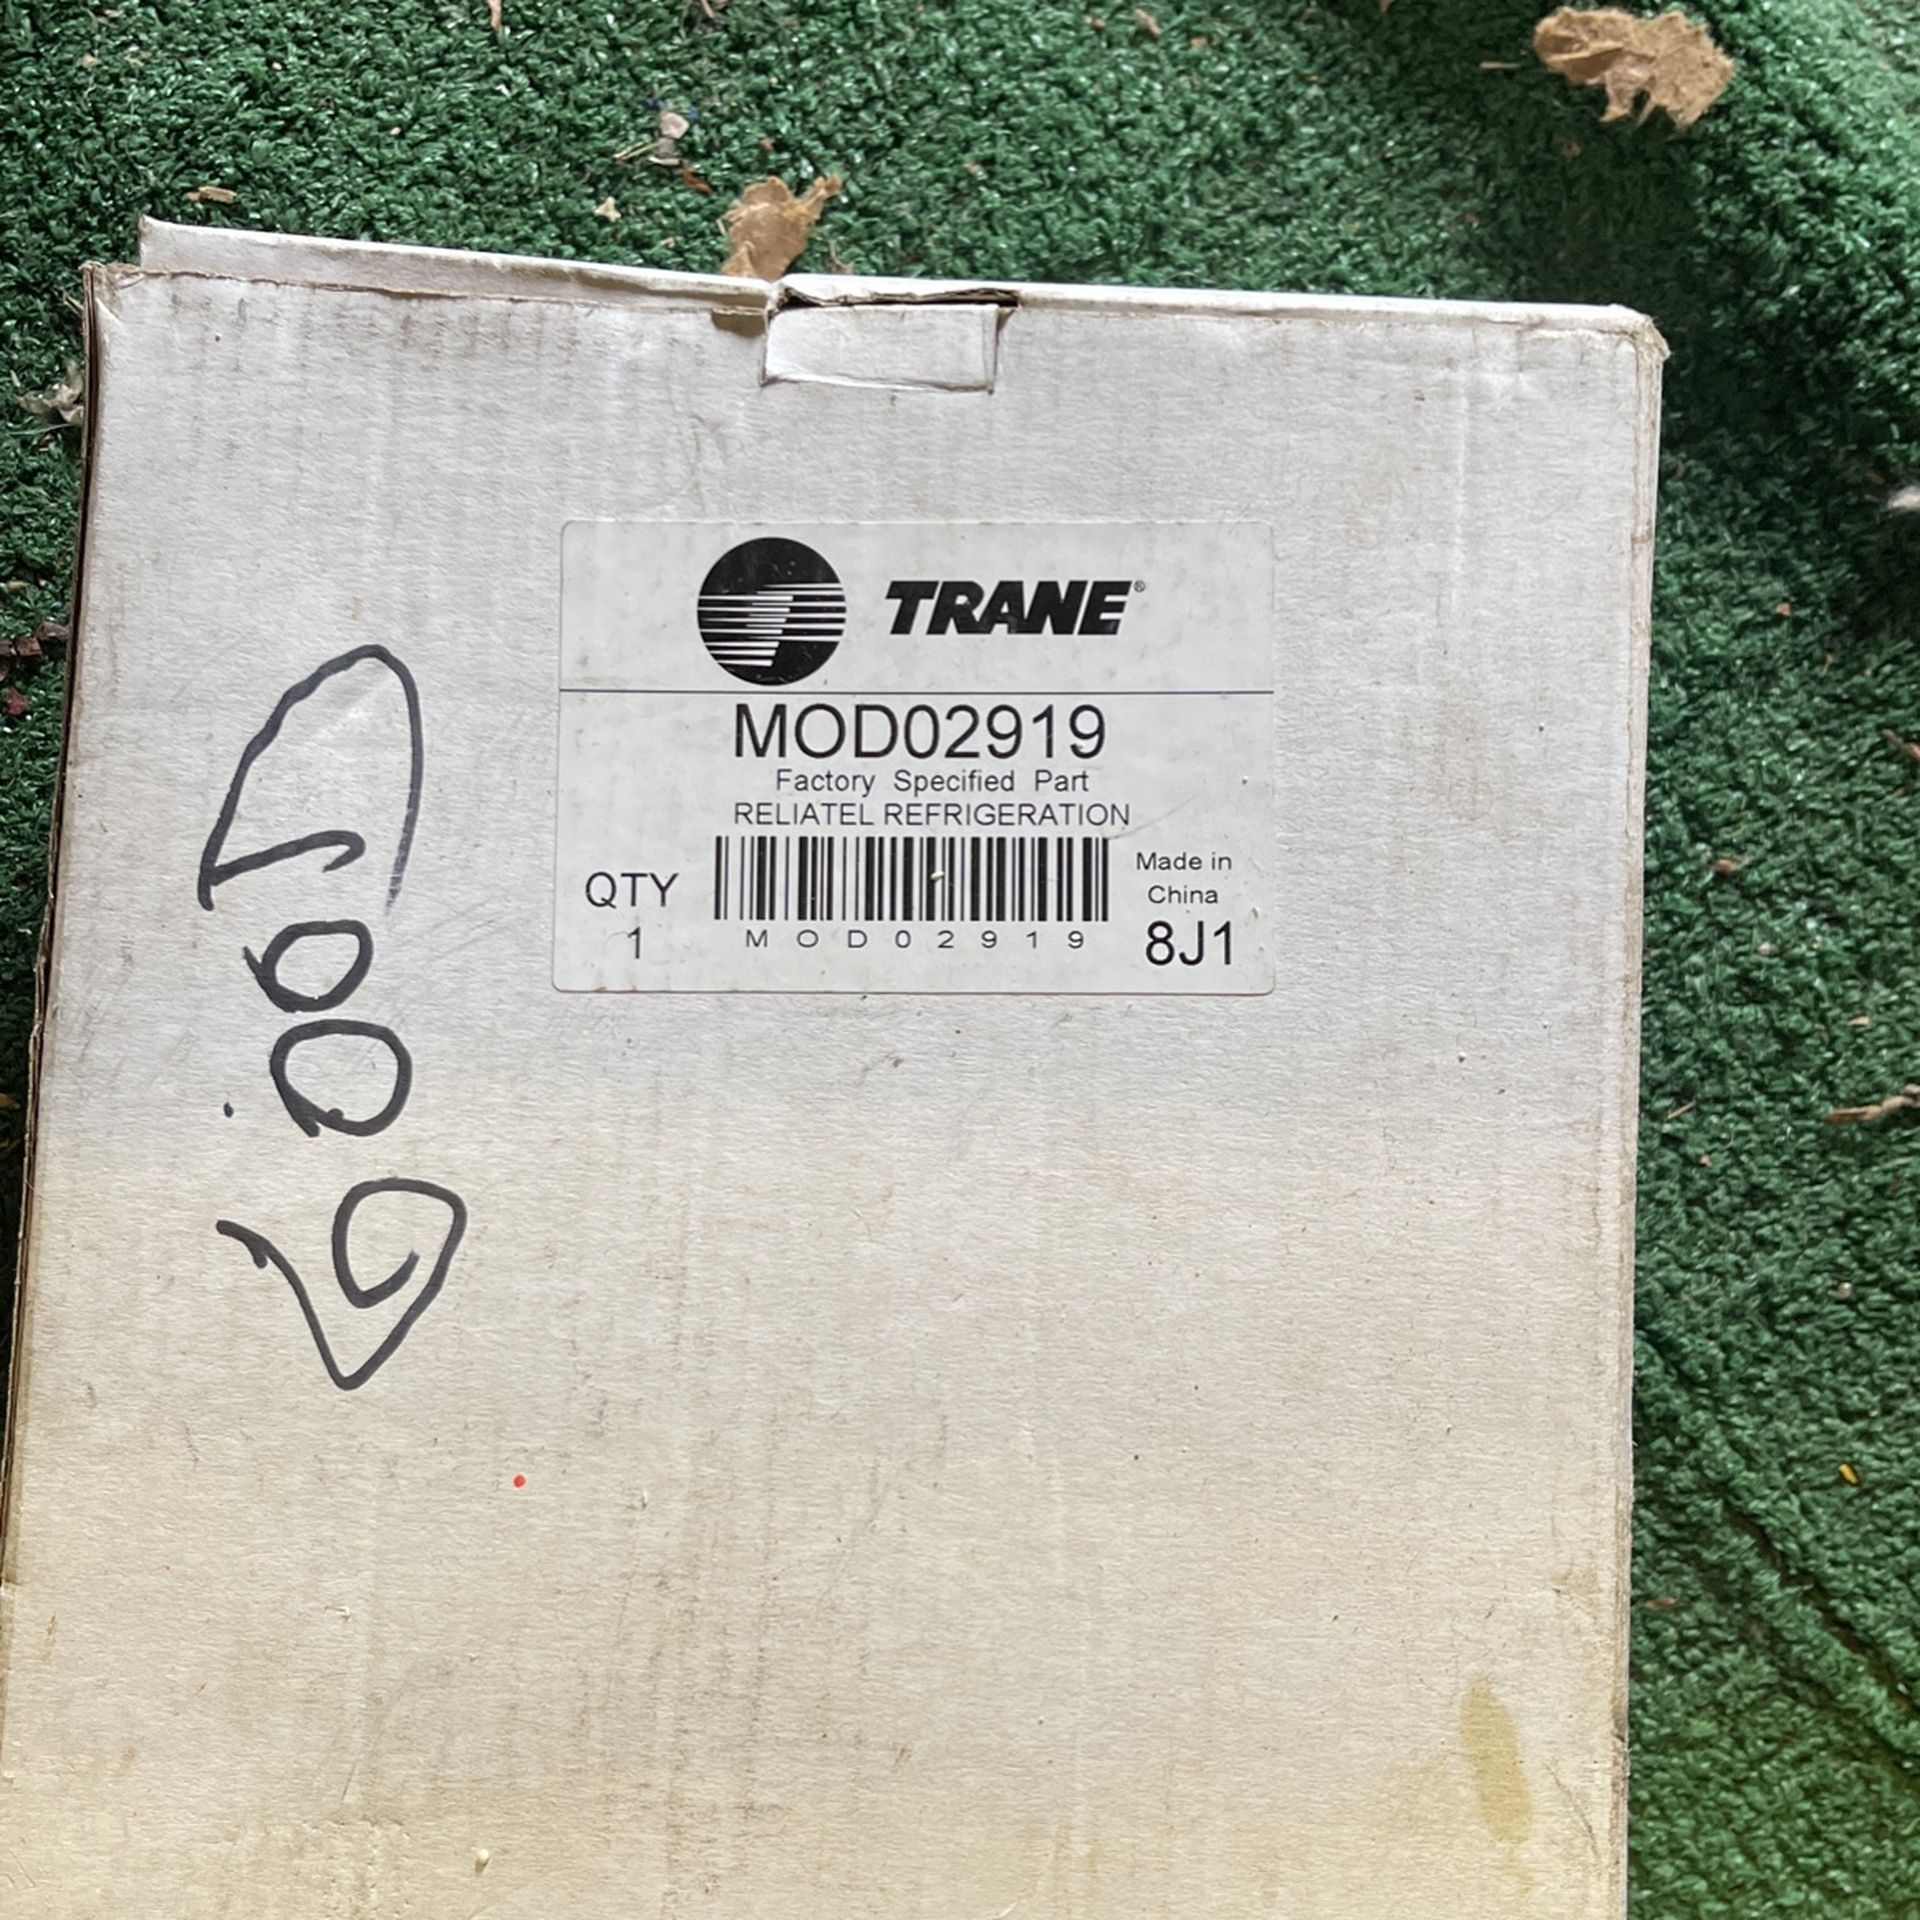 TRANE®
MOD02919
Factory Specified Part
RELIATEL REFRIGERATION
QTY
1
MOD02919
Made in
China
8J1
GOOD